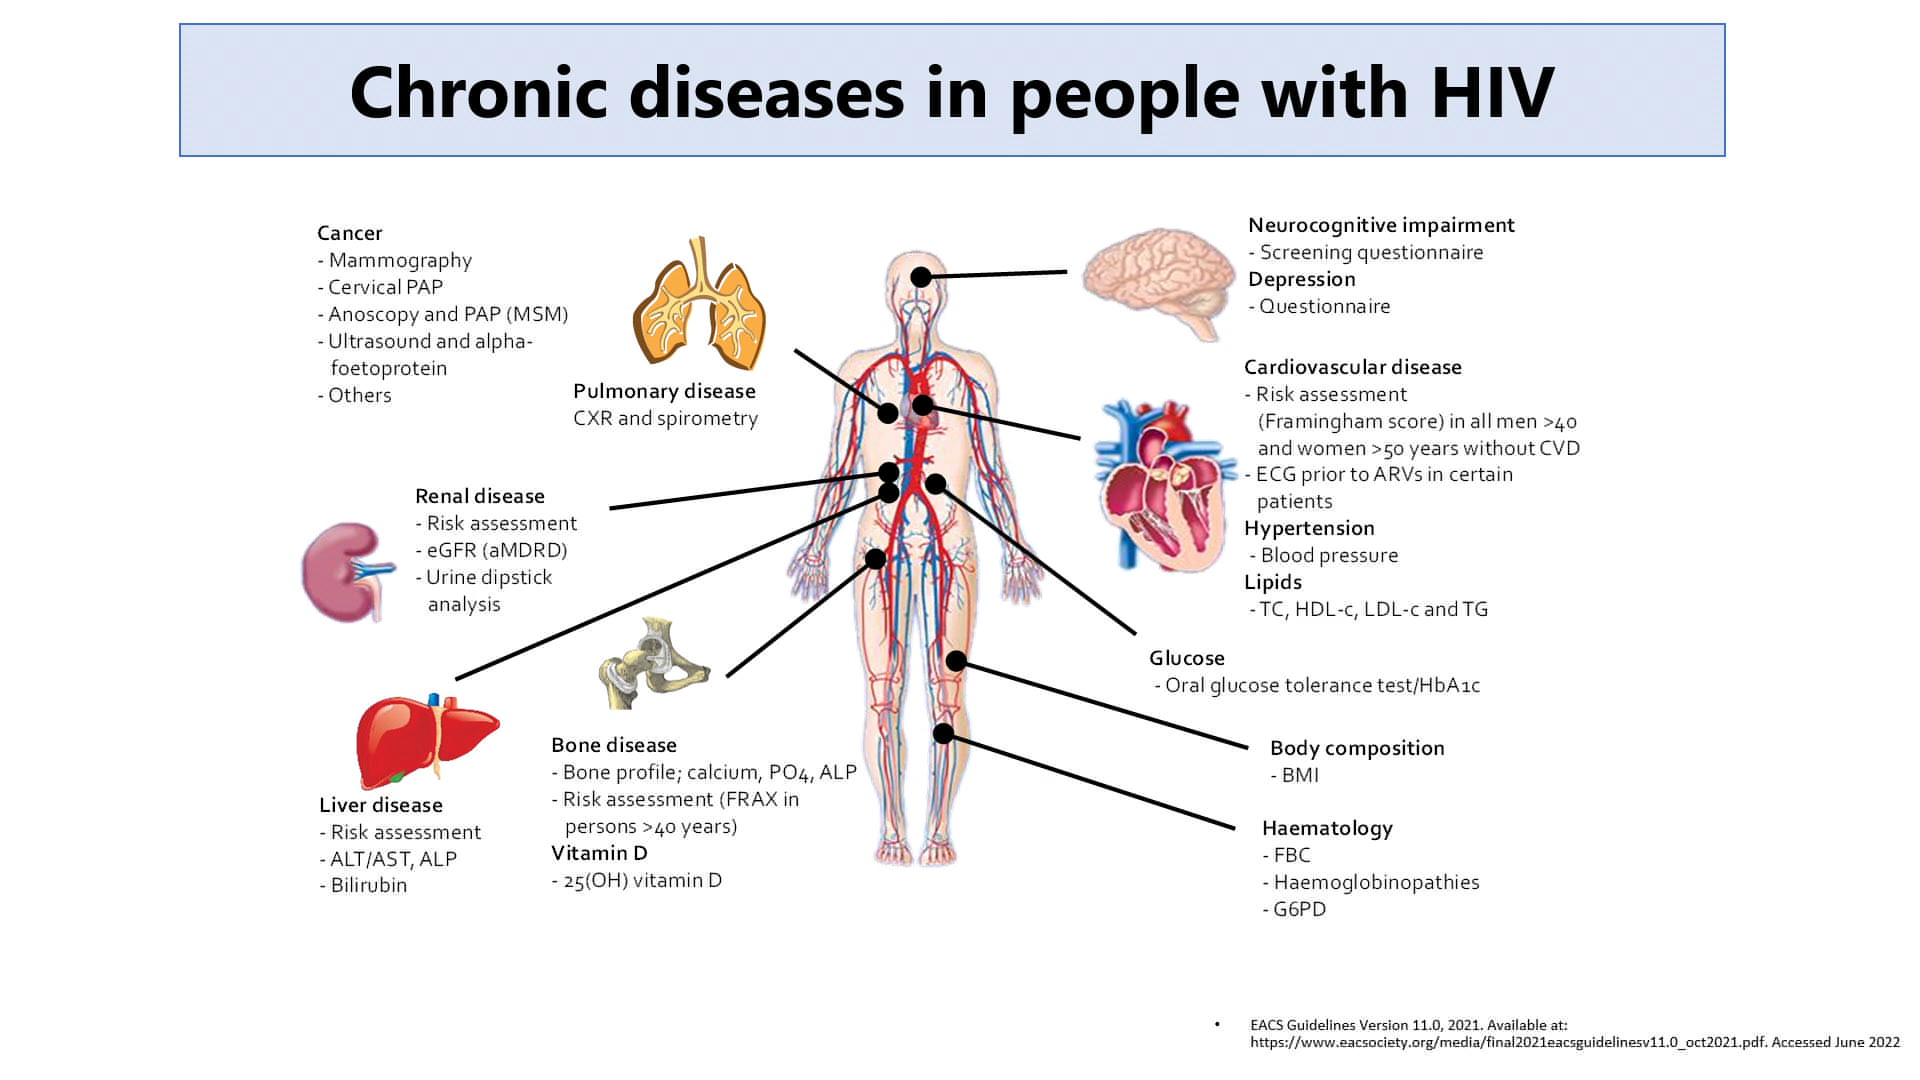 Chronic diseases in people with HIV
Cancer
- Mammography
- Cervical PAP
- Anoscopy and PAP (MSM)
- Ultrasound and alpha-
foetoprotein
- Others
Pulmonary disease
CXR and spirometry
Renal disease
- Risk assessment
- eGFR (aMDRD)
- Urine dipstick
analysis
Liver disease
- Risk assessment
- ALT/AST, ALP
- Bilirubin
Bone disease
- Bone profile; calcium, PO4, ALP
- Risk assessment (FRAX in
persons >40 years)
Vitamin D
- 25(OH) vitamin D
Neurocognitive impairment
- Screening questionnaire
Depression
- Questionnaire
Cardiovascular disease
- Risk assessment
(Framingham score) in all men >40
and women >50 years without CVD
- ECG prior to ARVs in certain
patients
Hypertension
- Blood pressure
Lipids
- TC, HDL-c, LDL-c and TG
Glucose
- Oral glucose tolerance test/HbA1c
Body composition
- BMI
Haematology
- FBC
- Haemoglobinopathies
- G6PD
• EACS Guidelines Version 11.0, 2021. Available at:
https://www.eacsociety.org/media/final2021eacsguidelinesv11.0_oct2021.pdf. Accessed June 2022